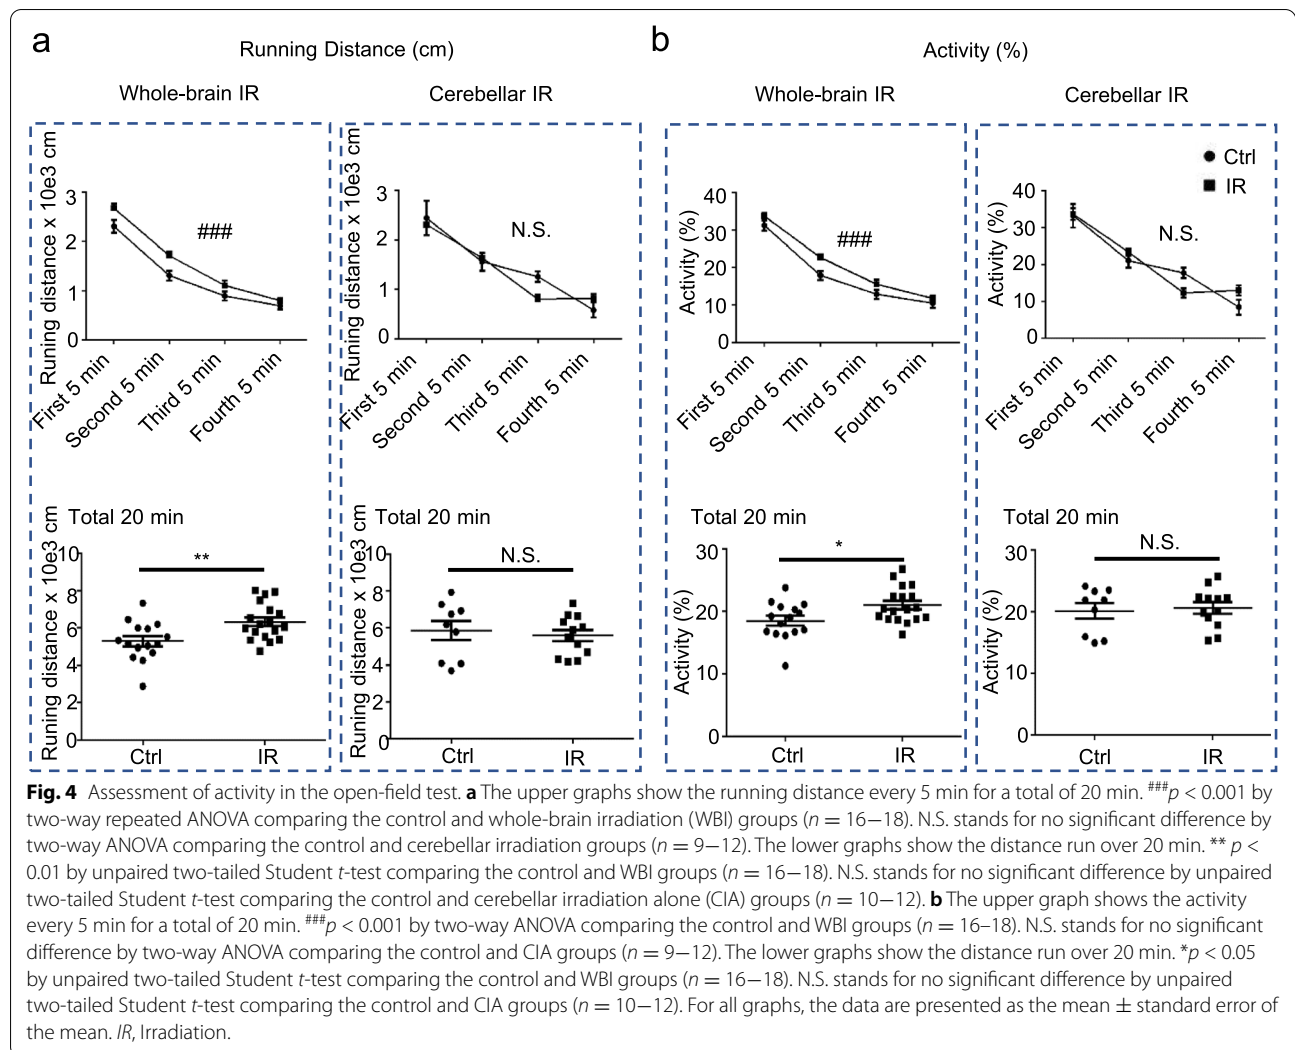 a
Running Distance (cm)
Whole-brain IR
Cerebellar IR
Runing distance x 10e3 cm
3
2
1
0
###
First 5 min
Second 5 min
Third 5 min
Fourth 5 min
Runing distance x 10e3 cm
3
2
1
0
N.S.
First 5 min
Second 5 min
Third 5 min
Fourth 5 min
Total 20 min
Runing distance x 10e3 cm
10
8
6
4
2
0
**
Ctrl
IR
Total 20 min
Runing distance x 10e3 cm
10
8
6
4
2
0
N.S.
Ctrl
IR
b
Activity (%)
Whole-brain IR
Cerebellar IR
Activity (%)
40
30
20
10
0
###
First 5 min
Second 5 min
Third 5 min
Fourth 5 min
Ctrl
IR
Activity (%)
40
30
20
10
0
N.S.
First 5 min
Second 5 min
Third 5 min
Fourth 5 min
Total 20 min
Activity (%)
30
20
10
0
*
Ctrl
IR
Total 20 min
Activity (%)
30
20
10
0
N.S.
Ctrl
IR
Fig. 4 Assessment of activity in the open-field test. a The upper graphs show the running distance every 5 min for a total of 20 min. ###p < 0.001 by
two-way repeated ANOVA comparing the control and whole-brain irradiation (WBI) groups (n = 16–18). N.S. stands for no significant difference by
two-way ANOVA comparing the control and cerebellar irradiation groups (n = 9–12). The lower graphs show the distance run over 20 min. ** p <
0.01 by unpaired two-tailed Student t-test comparing the control and WBI groups (n = 16–18). N.S. stands for no significant difference by unpaired
two-tailed Student t-test comparing the control and cerebellar irradiation alone (CIA) groups (n = 10–12). b The upper graph shows the activity
every 5 min for a total of 20 min. ###p < 0.001 by two-way ANOVA comparing the control and WBI groups (n = 16–18). N.S. stands for no significant
difference by two-way ANOVA comparing the control and CIA groups (n = 9–12). The lower graphs show the distance run over 20 min. *p < 0.05
by unpaired two-tailed Student t-test comparing the control and WBI groups (n = 16–18). N.S. stands for no significant difference by unpaired
two-tailed Student t-test comparing the control and CIA groups (n = 10–12). For all graphs, the data are presented as the mean ± standard error of
the mean. IR, Irradiation.